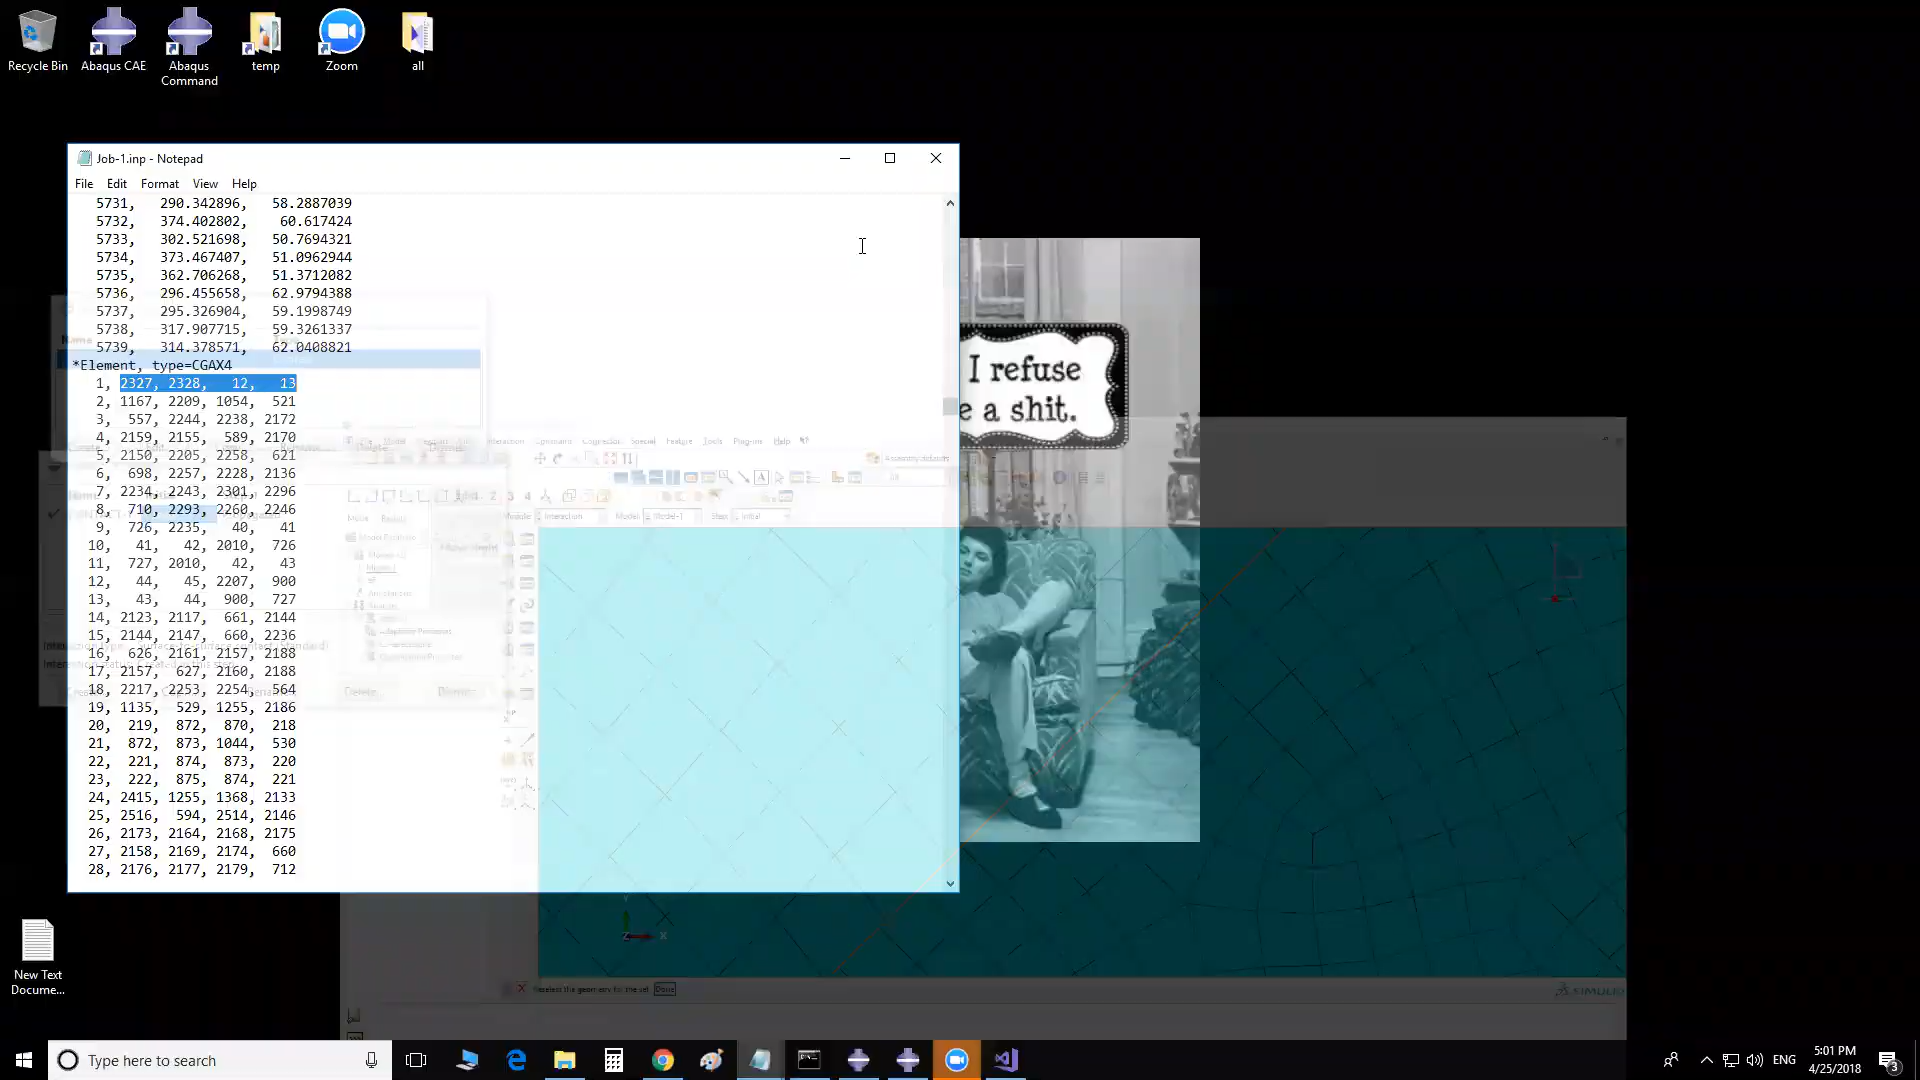 Recycle Bin
Abaqus CAE
Abaqus Command
temp
Zoom
all
Job-1.inp - Notepad
File Edit Format View Help
5731, 290.342896, 58.2887039
5732, 374.402802, 60.617424
5733, 302.521698, 50.7694321
5734, 373.467407, 51.0962944
5735, 362.706268, 51.3712082
5736, 296.455658, 62.9794388
5737, 295.326904, 59.1998749
5738, 317.907715, 59.3261337
5739, 314.378571, 62.0408821
*Element, type=CGAX4
1, 2327, 2328, 12, 13
2, 1167, 2209, 1054, 521
3, 557, 2244, 2238, 2172
4, 2159, 2155, 589, 2170
5, 2150, 2205, 2258, 621
6, 698, 2257, 2228, 2136
7, 2234, 2243, 2301, 2296
8, 710, 2293, 2260, 2246
9, 726, 2235, 40, 41
10, 41, 42, 2010, 726
11, 727, 2010, 42, 43
12, 44, 45, 2207, 900
13, 43, 44, 900, 727
14, 2123, 2117, 661, 2144
15, 2144, 2147, 660, 2236
16, 626, 2161, 2157, 2188
17, 2157, 627, 2160, 2188
18, 2217, 2253, 2254, 564
19, 1135, 529, 1255, 2186
20, 219, 872, 870, 218
21, 872, 873, 1044, 530
22, 221, 874, 873, 220
23, 222, 875, 874, 221
24, 2415, 1255, 1368, 2133
25, 2516, 594, 2514, 2146
26, 2173, 2164, 2168, 2175
27, 2158, 2169, 2174, 660
28, 2176, 2177, 2179, 712
I refuse
e a shit.
Module: Interaction Model: Model-1 Step: Initial
Done
SIMULIA
New Text Docume...
Type here to search
ENG
5:01 PM
4/25/2018
3